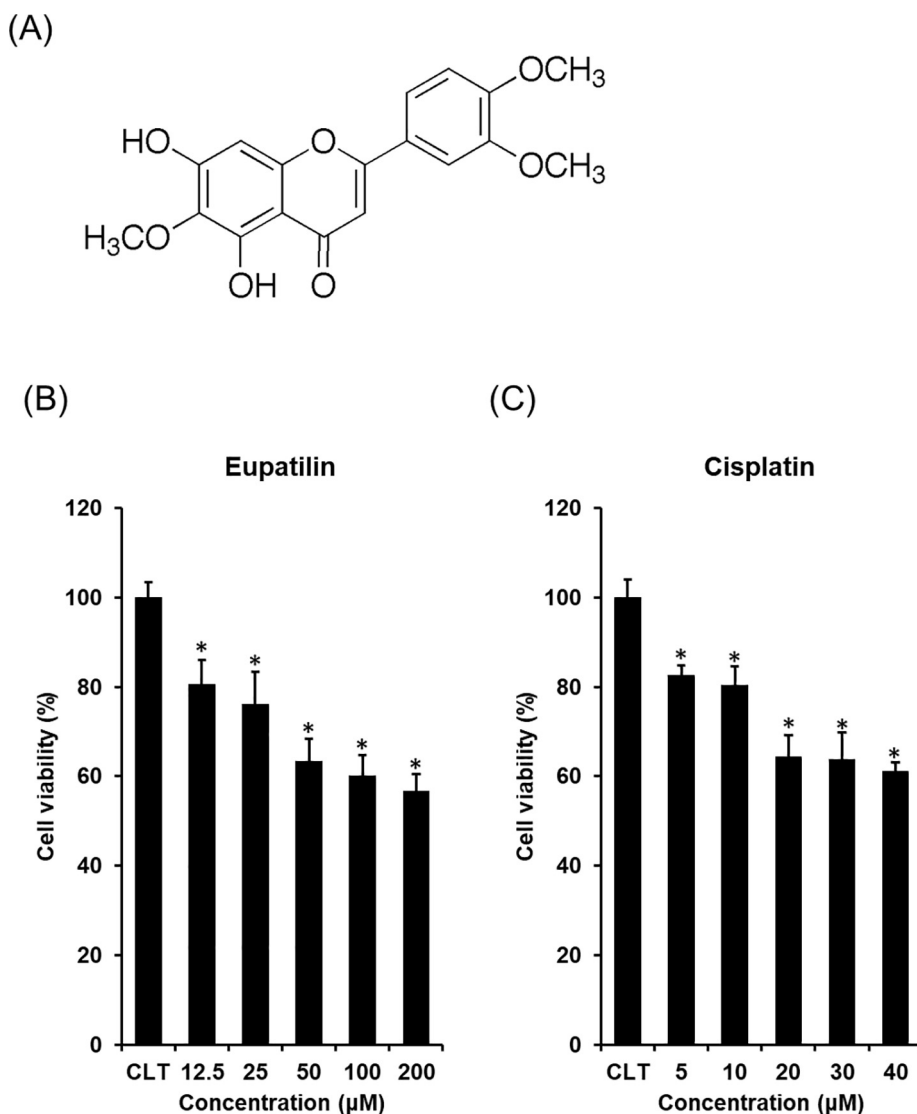 (A)
OCH3
OCH3
O
HO
H3CO
OH
O
(B)
(C)
Eupatilin
Cisplatin
120
100
80
60
40
20
0
Cell viability (%)
*
*
*
*
*
CLT 12.5 25 50 100 200
Concentration (µM)
120
100
80
60
40
20
0
Cell viability (%)
*
*
*
*
*
CLT 5 10 20 30 40
Concentration (µM)